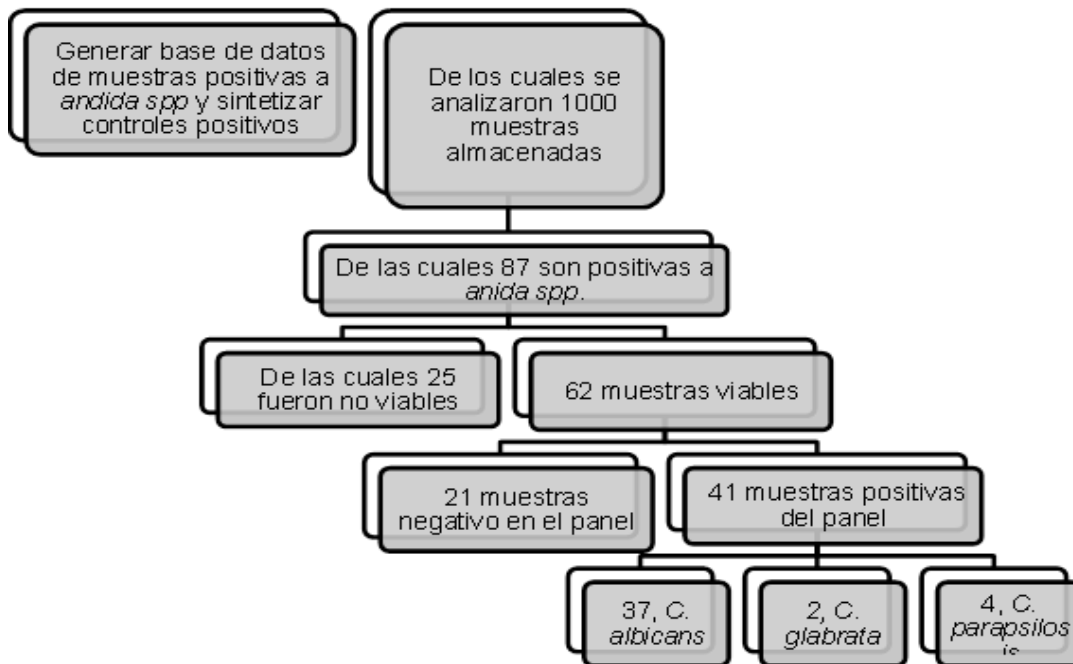 Generar base de datos
de muestras positivas a
andida spp y sintetizar
controles positivos
De los cuales se
analizaron 1000
muestras
almacenadas
De las cuales 87 son positivas a
anida spp.
De las cuales 25
fueron no viables
62 muestras viables
21 muestras
negativo en el panel
41 muestras positivas
del panel
37, C.
albicans
2, C.
glabrata
4, C.
parapsilos
is